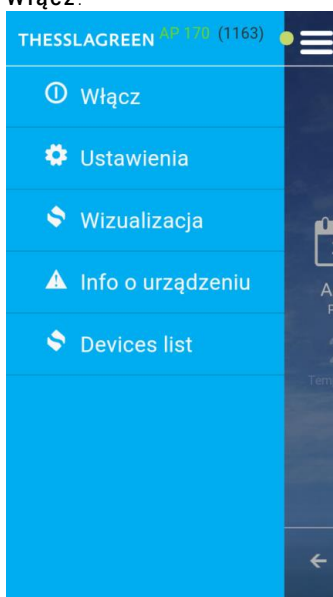 Włącz.
THESSLAGREEN AP 170 (1163)
Włącz
Ustawienia
Wizualizacja
Info o urządzeniu
Devices list